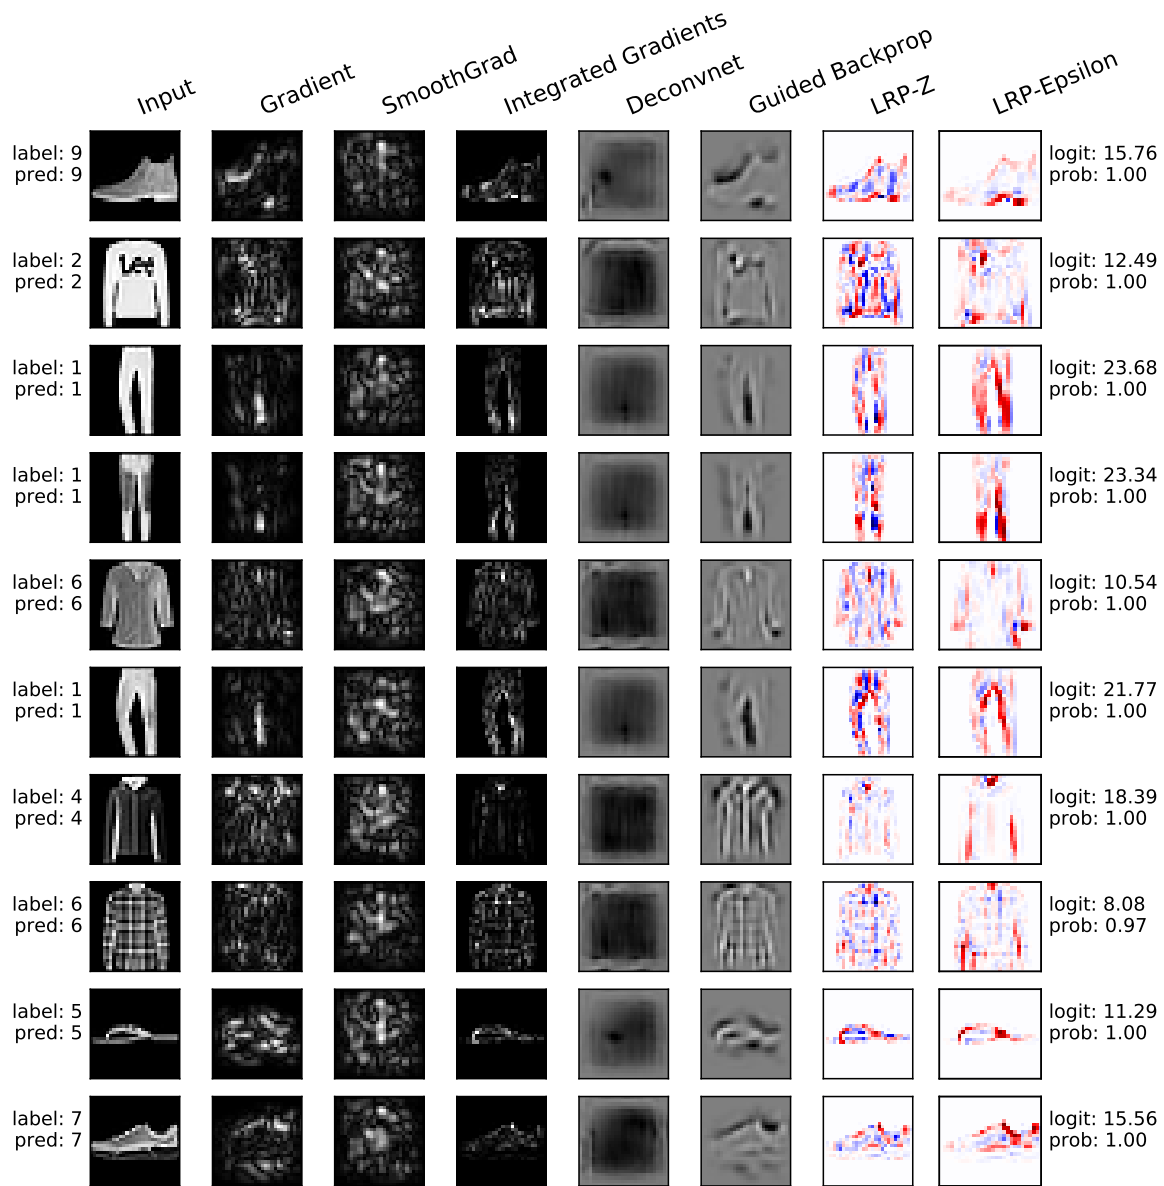 Input
Gradient
SmoothGrad
Integrated Gradients
Deconvnet
Guided Backprop
LRP-Z
LRP-Epsilon
label: 9
pred: 9
logit: 15.76
prob: 1.00
label: 2
pred: 2
Lee
logit: 12.49
prob: 1.00
label: 1
pred: 1
logit: 23.68
prob: 1.00
label: 1
pred: 1
logit: 23.34
prob: 1.00
label: 6
pred: 6
logit: 10.54
prob: 1.00
label: 1
pred: 1
logit: 21.77
prob: 1.00
label: 4
pred: 4
logit: 18.39
prob: 1.00
label: 6
pred: 6
logit: 8.08
prob: 0.97
label: 5
pred: 5
logit: 11.29
prob: 1.00
label: 7
pred: 7
logit: 15.56
prob: 1.00